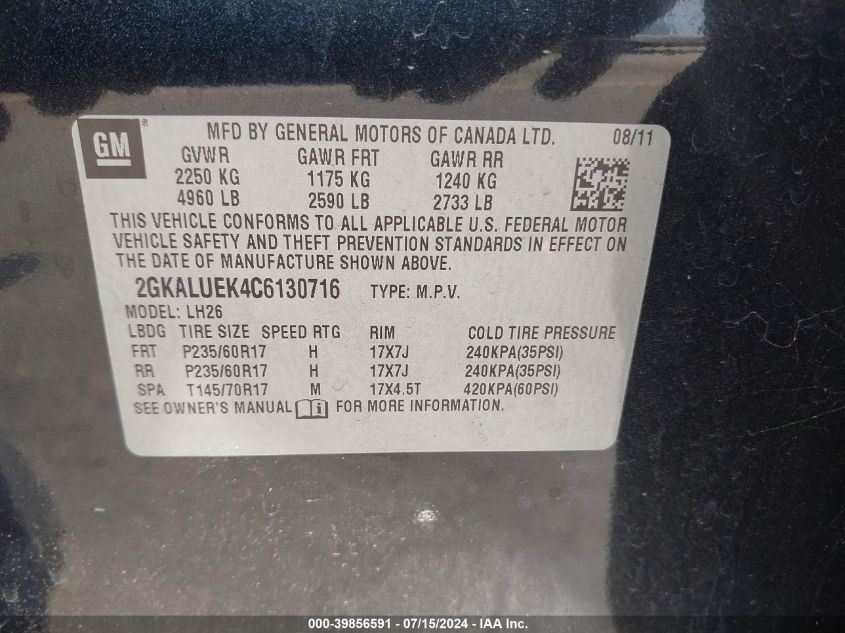 GM ® MFD BY GENERAL MOTORS OF CANADA LTD. 08/11
GVWR GAWR FRT GAWR RR
2250 KG 1175 KG 1240 KG
4960 LB 2590 LB 2733 LB
THIS VEHICLE CONFORMS TO ALL APPLICABLE U.S. FEDERAL MOTOR
VEHICLE SAFETY AND THEFT PREVENTION STANDARDS IN EFFECT ON
THE DATE OF MANUFACTURE SHOWN ABOVE.
2GKALUEK4C6130716 TYPE: M.P.V.
MODEL: LH26
LBDG TIRE SIZE SPEED RTG RIM COLD TIRE PRESSURE
FRT P235/60R17 H 17X7J 240KPA(35PSI)
RR P235/60R17 H 17X7J 240KPA(35PSI)
SPA T145/70R17 M 17X4.5T 420KPA(60PSI)
SEE OWNER'S MANUAL i FOR MORE INFORMATION.
000-39856591 - 07/15/2024 - IAA Inc.